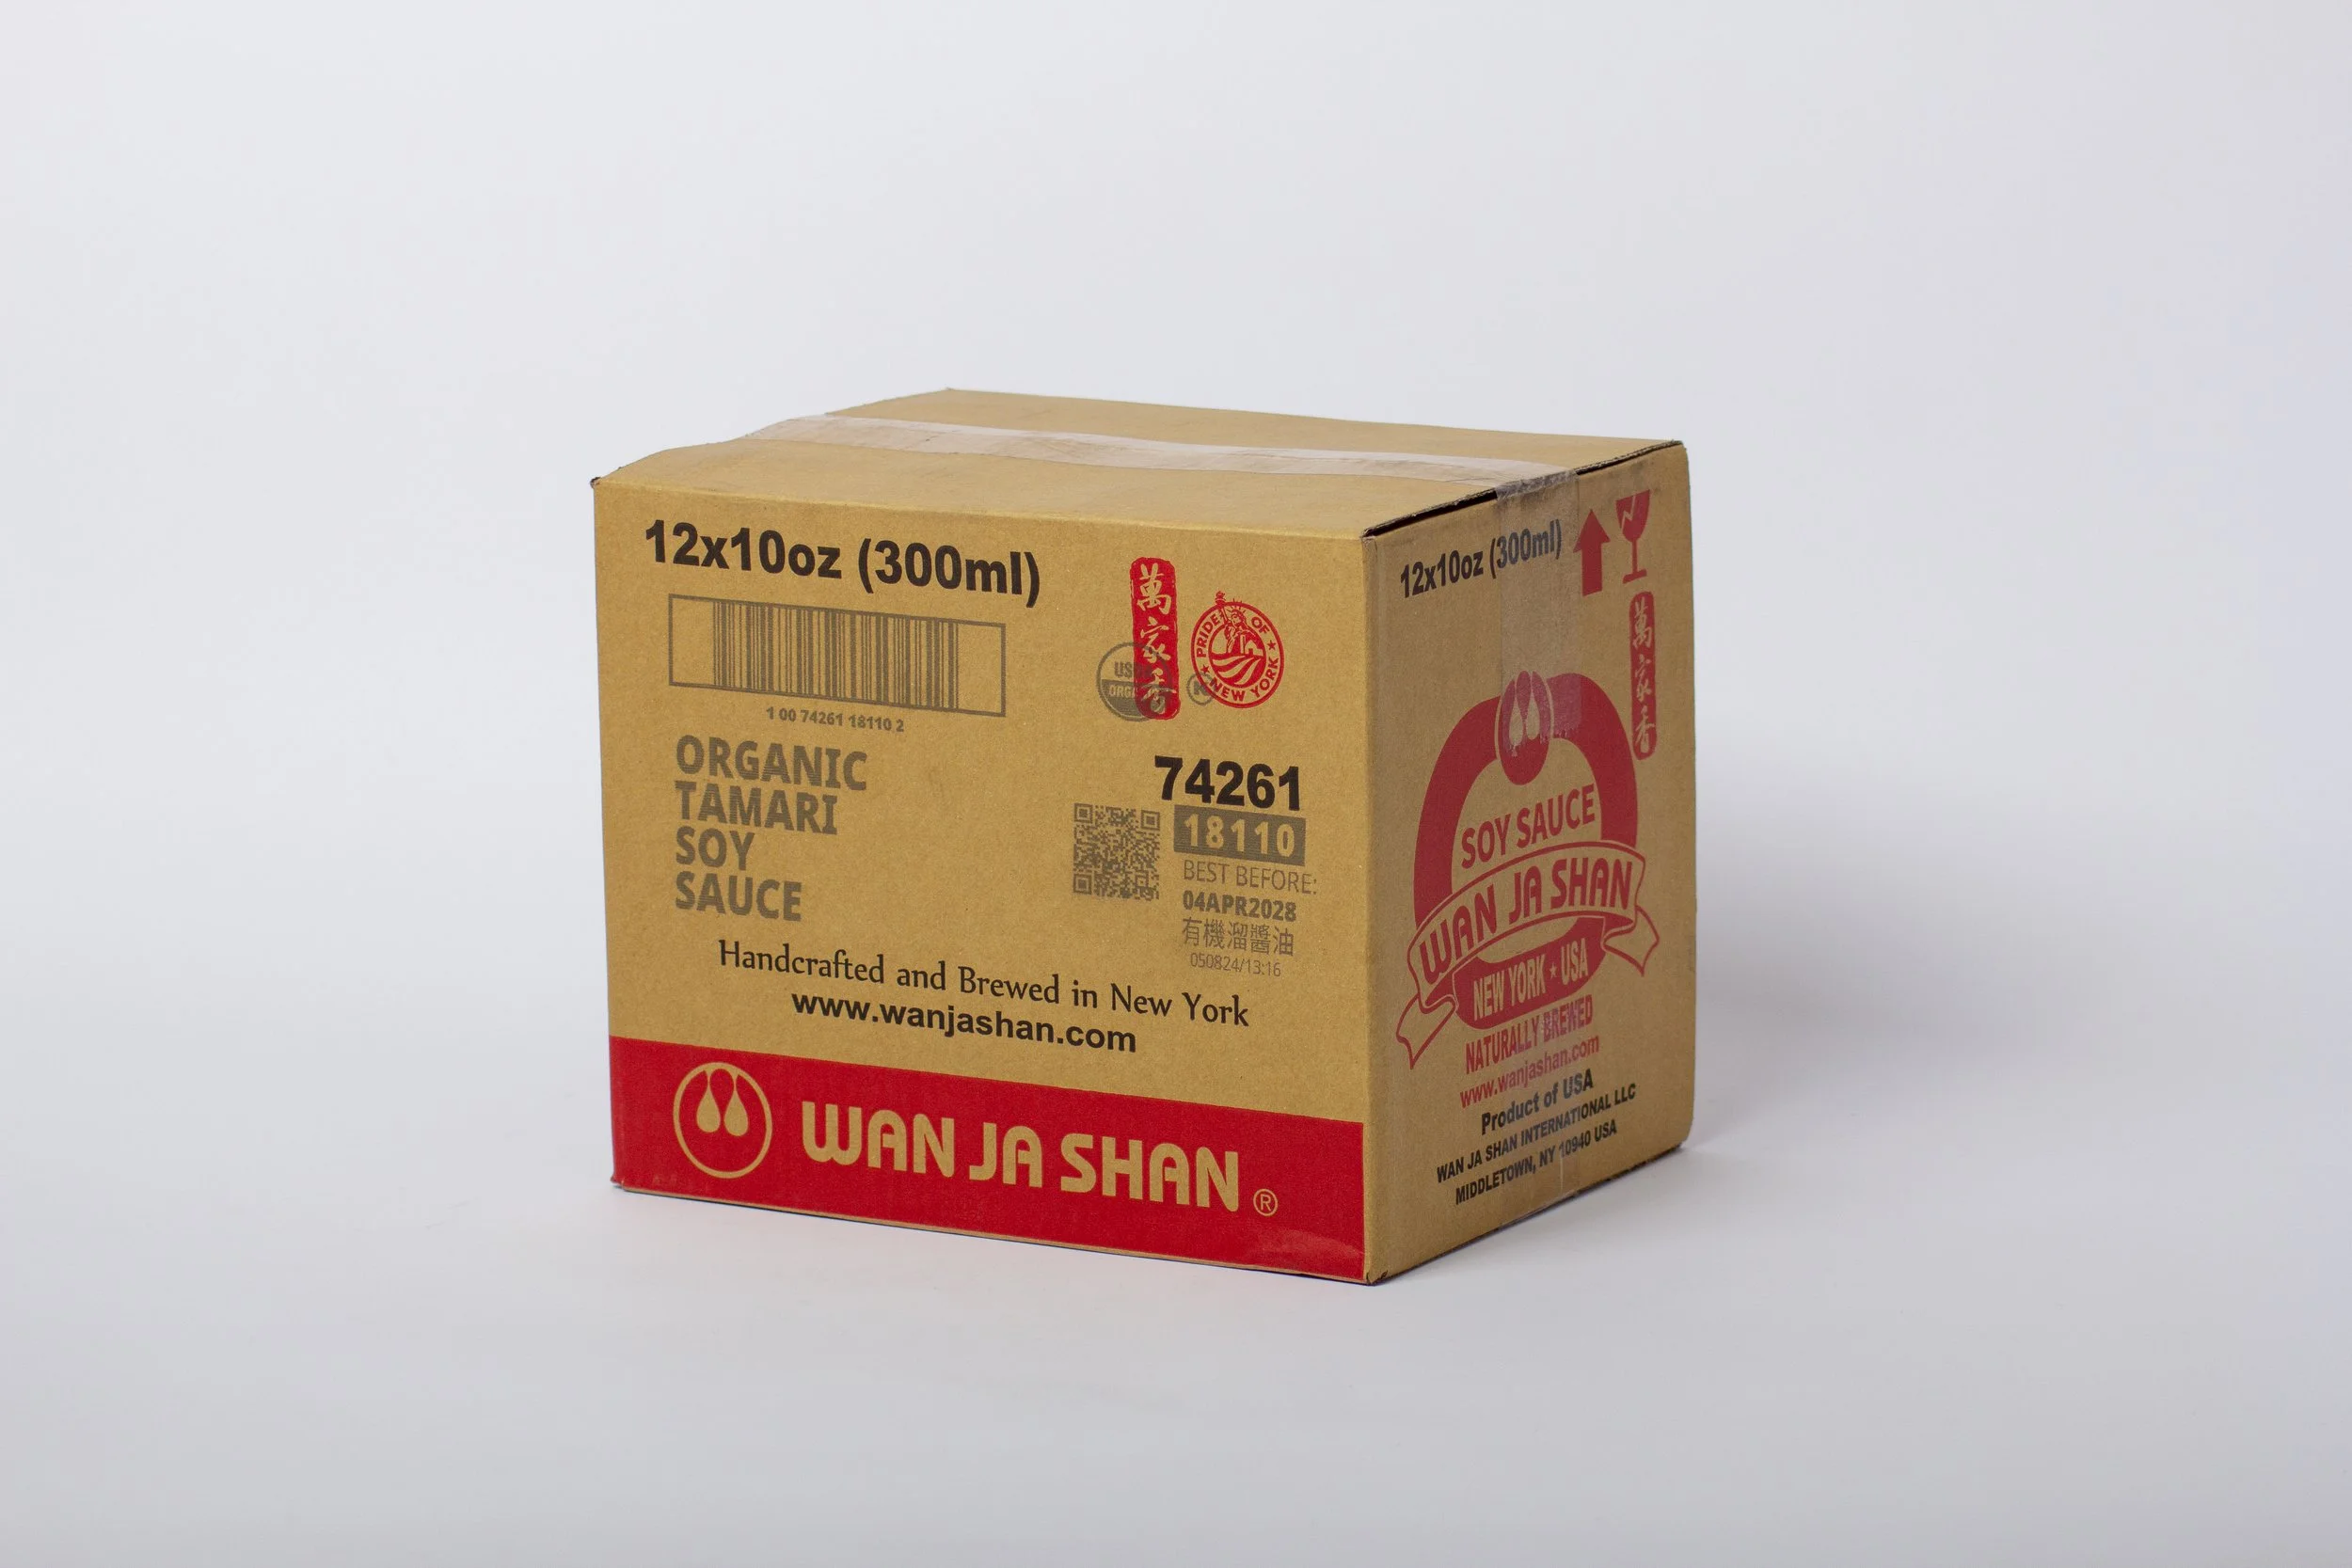 12x10oz (300ml)
1 00 74261 18110 2
ORGANIC
TAMARI
SOY
SAUCE
萬家香
PRIDE OF NEW YORK
74261
18110
BEST BEFORE:
04APR2028
有機溜醬油
050824/13:16
Handcrafted and Brewed in New York
www.wanjashan.com
WAN JA SHAN ®
12x10oz (300ml)
萬家香
SOY SAUCE
WAN JA SHAN
NEW YORK ★ USA
NATURALLY BREWED
www.wanjashan.com
Product of USA
WAN JA SHAN INTERNATIONAL LLC
MIDDLETOWN, NY 10940 USA